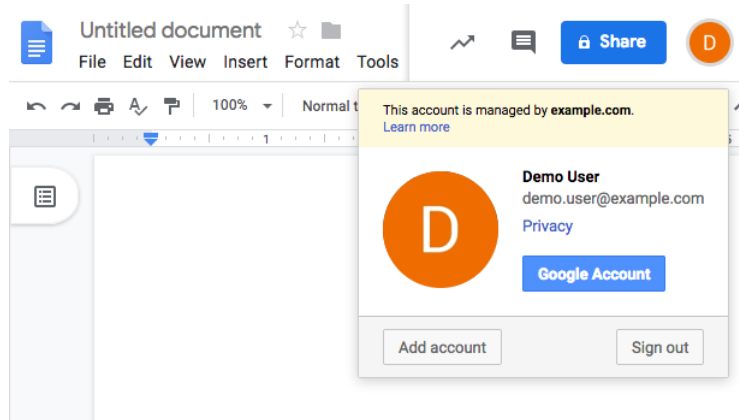 Untitled document
File Edit View Insert Format Tools
Share
D
100%
Normal t
1
This account is managed by example.com.
Learn more
D
Demo User
demo.user@example.com
Privacy
Google Account
Add account
Sign out